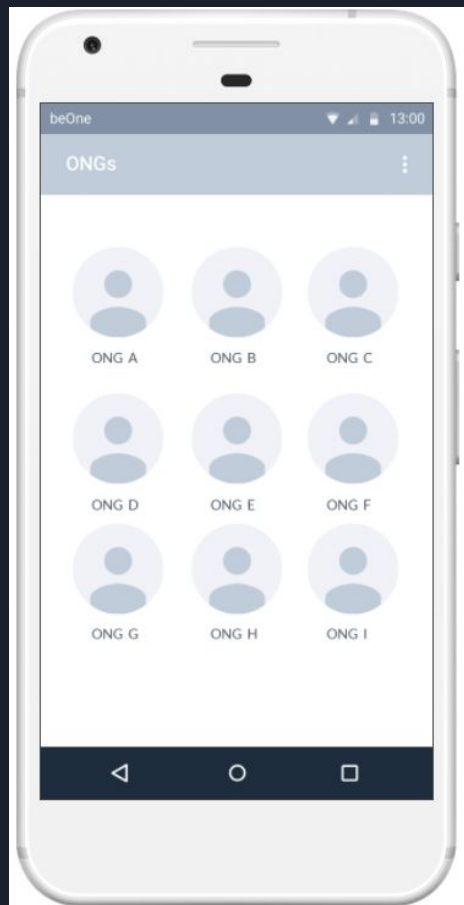 beOne 13:00
ONGs
ONG A ONG B ONG C
ONG D ONG E ONG F
ONG G ONG H ONG I